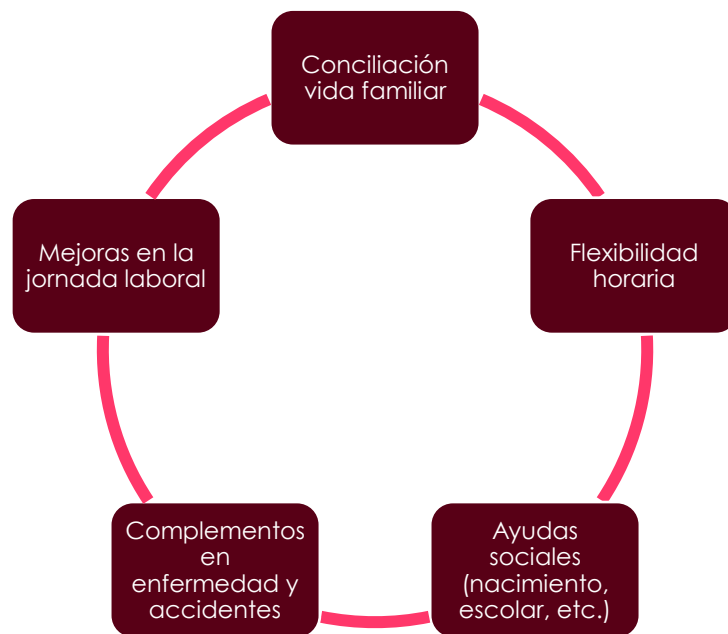 Conciliación
vida familiar
Flexibilidad
horaria
Ayudas
sociales
(nacimiento,
escolar, etc.)
Complementos
en
enfermedad y
accidentes
Mejoras en la
jornada laboral